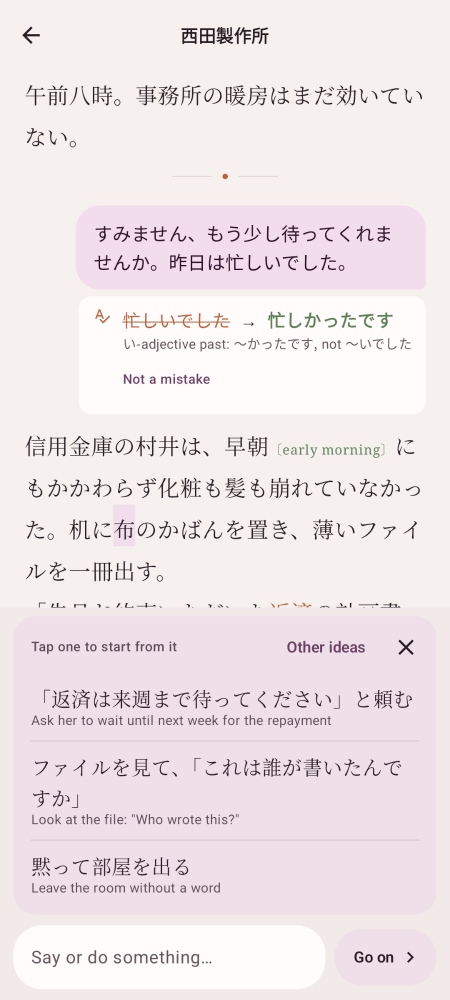 西田製作所
午前八時。事務所の暖房はまだ効いてい
ない。
すみません、もう少し待ってくれま
せんか。昨日は忙しいでした。
忙しいでした → 忙しかったです
い-adjective past: 〜かったです, not 〜いでした
Not a mistake
信用金庫の村井は、早朝〔early morning〕に
もかかわらず化粧も髪も崩れていなかっ
た。机に布のかばんを置き、薄いファイ
ルを一冊出す。
Tap one to start from it
Other ideas
「返済は来週まで待ってください」と頼む
Ask her to wait until next week for the repayment
ファイルを見て、「これは誰が書いたんで
すか」
Look at the file: "Who wrote this?"
黙って部屋を出る
Leave the room without a word
Say or do something…
Go on